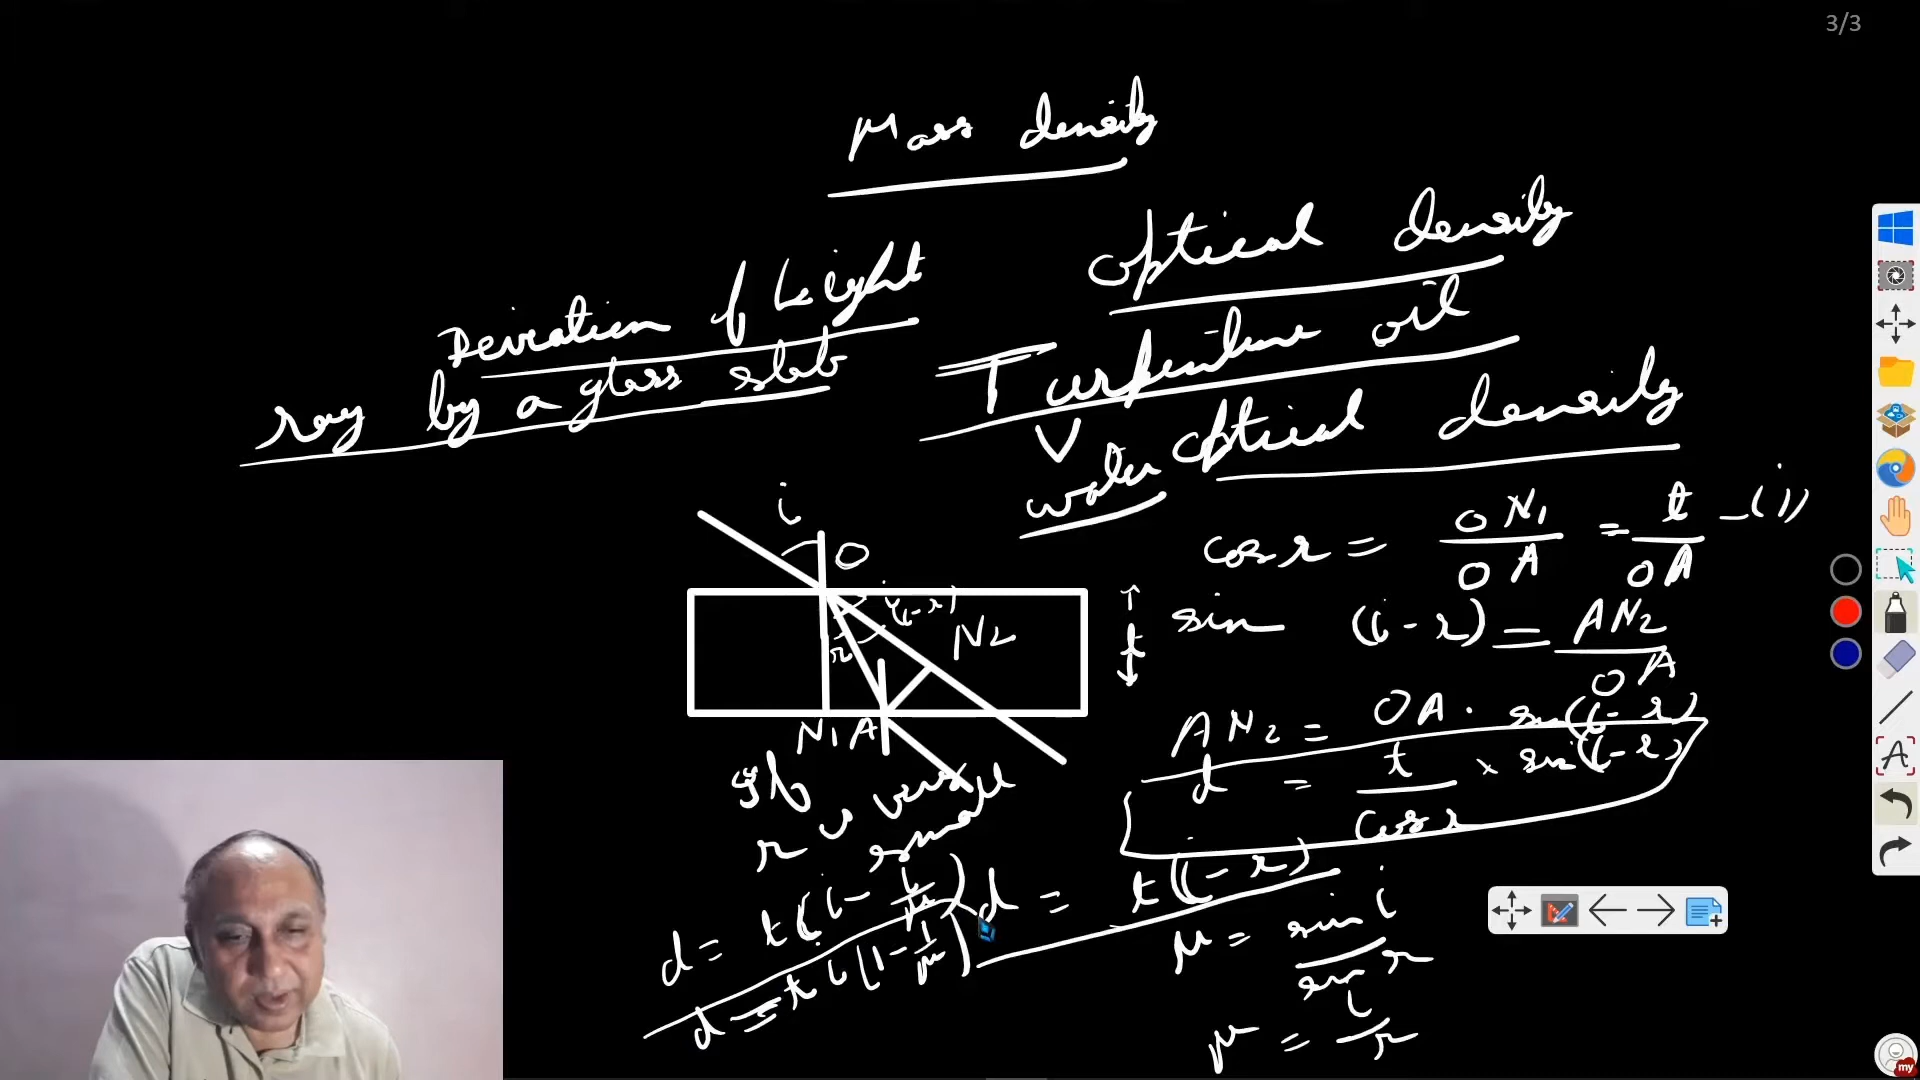 3/3
Mass density
optical density
Deviation of Light
ray by a glass slab
Turpentine oil
optical density
water
i
O
(i-r)
r
N2
N1 A
t
cos r = ON1/OA = t/OA -(i)
sin (i-r) = AN2/OA
AN2 = OA . sin(i-r)
d = t/cos r × sin(i-r)
If
r is very
small
d = t(i-r)
μ = sin i/sin r
μ = i/r
d = t(i - i/μ)
d = t i(1 - 1/μ)
A
my